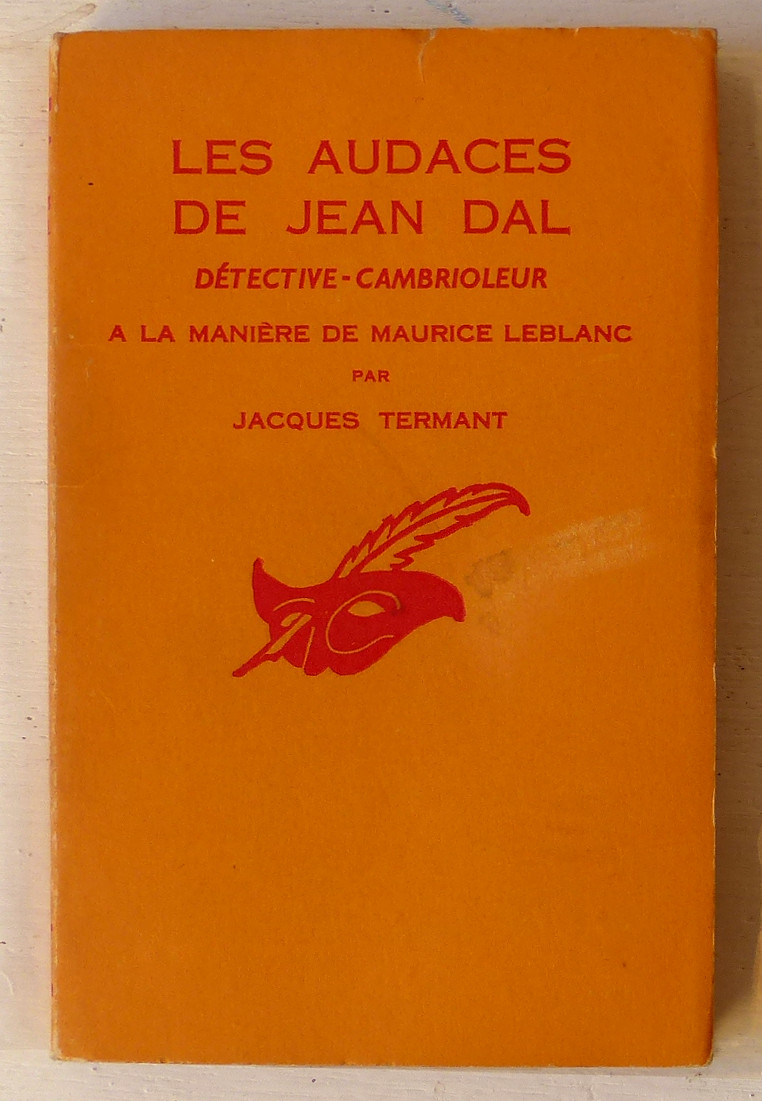 LES AUDACES
DE JEAN DAL
DÉTECTIVE-CAMBRIOLEUR
A LA MANIÈRE DE MAURICE LEBLANC
PAR
JACQUES TERMANT